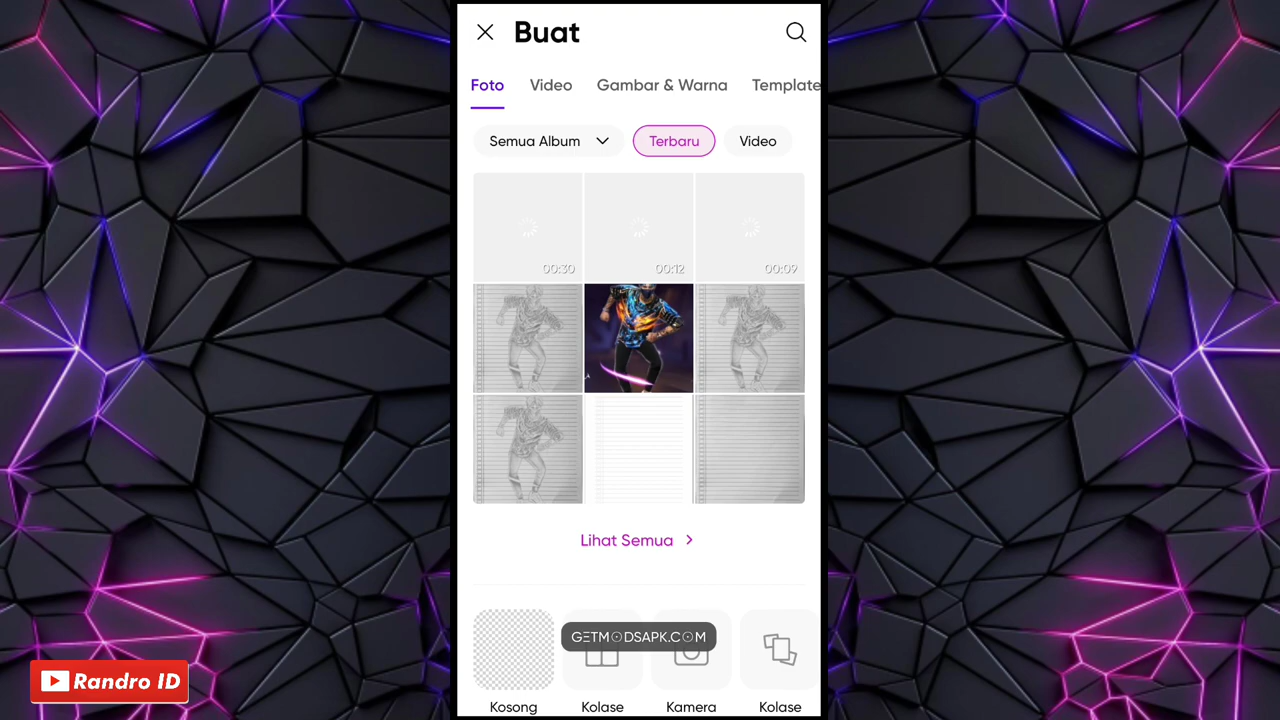 Buat
Foto Video Gambar & Warna Template
Semua Album Terbaru Video
00:30 00:12 00:09
Lihat Semua
GETMODSAPK.COM
Kosong Kolase Kamera Kolase
Randro ID